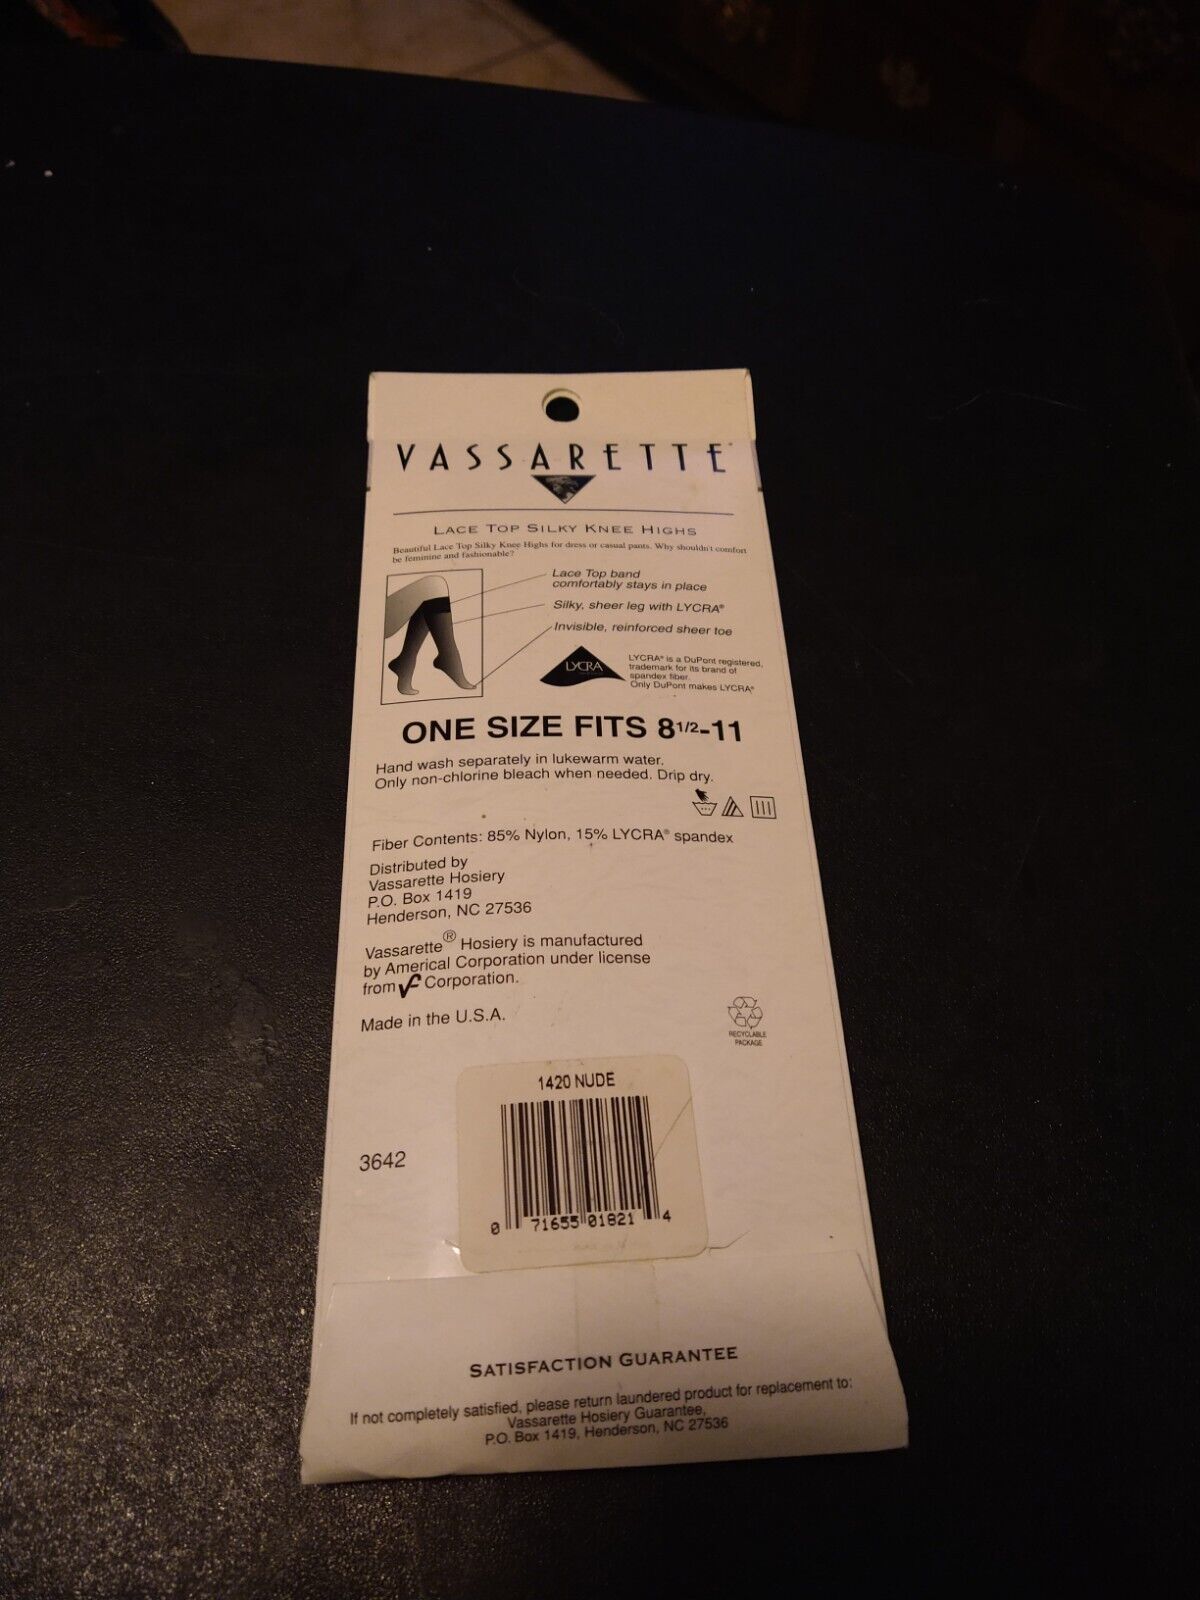 VASSARETTE
LACE TOP SILKY KNEE HIGHS
Beautiful Lace Top Silky Knee Highs for dress or casual pants. Why shouldn't comfort
be feminine and fashionable?
Lace Top band
comfortably stays in place
Silky, sheer leg with LYCRA®
Invisible, reinforced sheer toe
LYCRA
LYCRA® is a DuPont registered
trademark for its brand of
spandex fiber.
Only DuPont makes LYCRA®
ONE SIZE FITS 8 1/2-11
Hand wash separately in lukewarm water.
Only non-chlorine bleach when needed. Drip dry.
Fiber Contents: 85% Nylon, 15% LYCRA® spandex
Distributed by
Vassarette Hosiery
P.O. Box 1419
Henderson, NC 27536
Vassarette® Hosiery is manufactured
by Americal Corporation under license
from VF Corporation.
Made in the U.S.A.
RECYCLABLE
PACKAGE
1420 NUDE
3642
0 71655 01821 4
SATISFACTION GUARANTEE
If not completely satisfied, please return laundered product for replacement to:
Vassarette Hosiery Guarantee,
P.O. Box 1419, Henderson, NC 27536